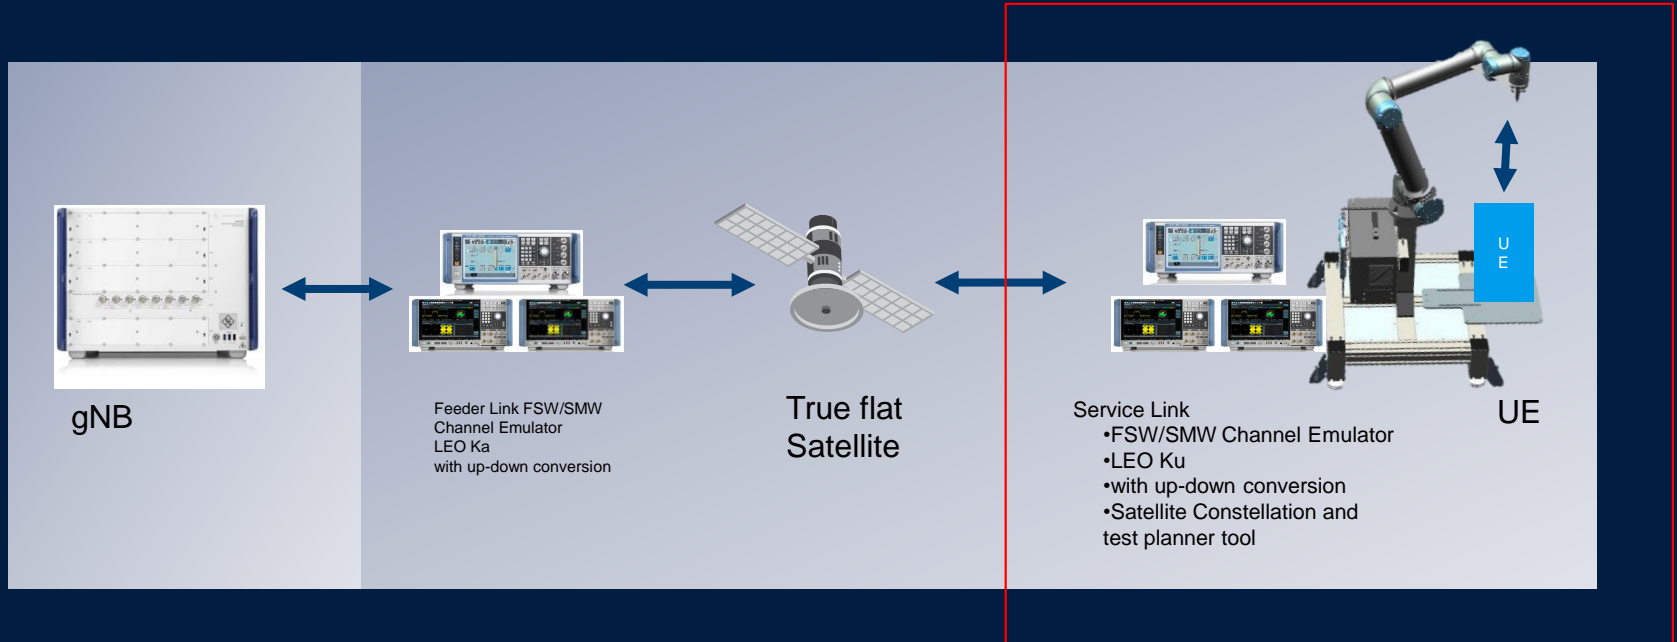 gNB
Feeder Link FSW/SMW
Channel Emulator
LEO Ka
with up-down conversion
True flat
Satellite
Service Link
•FSW/SMW Channel Emulator
•LEO Ku
•with up-down conversion
•Satellite Constellation and
test planner tool
U
E
UE